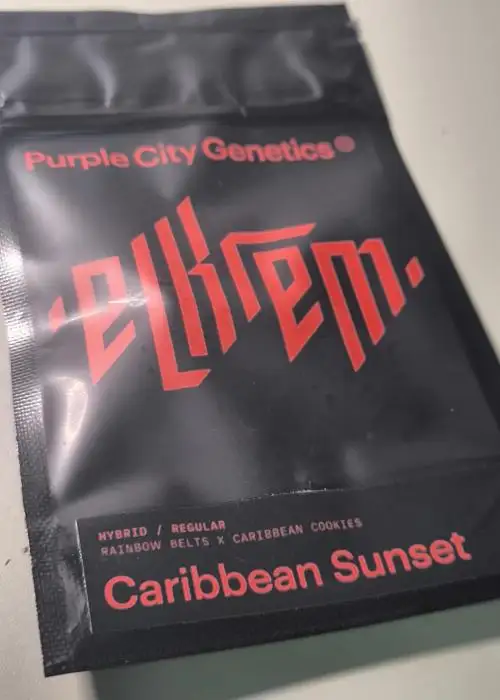 Purple City Genetics®
·elkrem·
HYBRID / REGULAR
RAINBOW BELTS X CARIBBEAN COOKIES
Caribbean Sunset